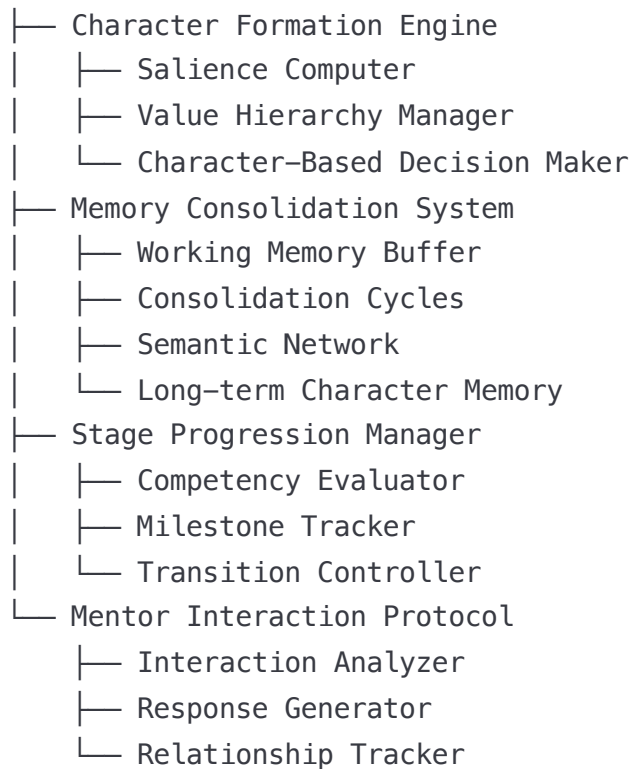 ├── Character Formation Engine
│   ├── Salience Computer
│   ├── Value Hierarchy Manager
│   └── Character-Based Decision Maker
├── Memory Consolidation System
│   ├── Working Memory Buffer
│   ├── Consolidation Cycles
│   ├── Semantic Network
│   └── Long-term Character Memory
├── Stage Progression Manager
│   ├── Competency Evaluator
│   ├── Milestone Tracker
│   └── Transition Controller
└── Mentor Interaction Protocol
    ├── Interaction Analyzer
    ├── Response Generator
    └── Relationship Tracker